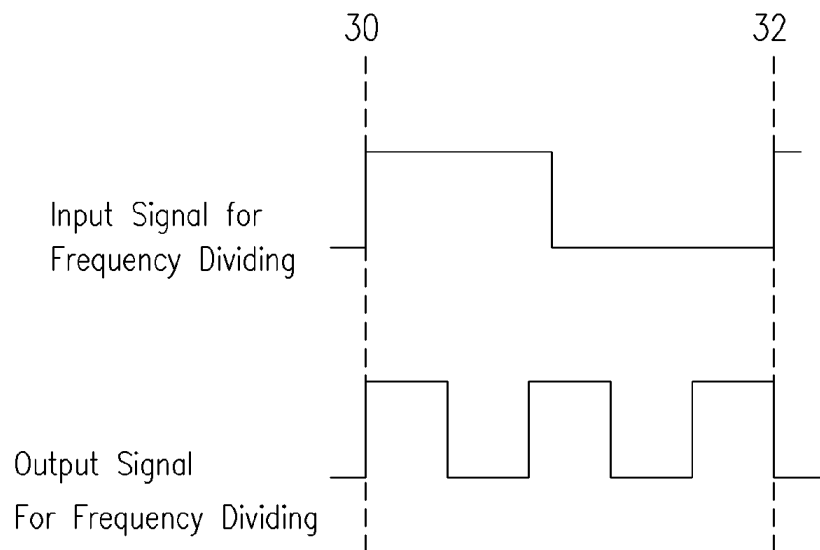 30 32
Input Signal for
Frequency Dividing
Output Signal
For Frequency Dividing